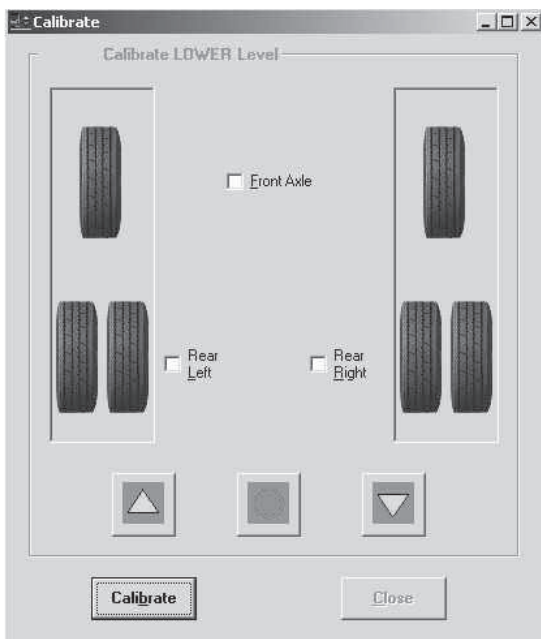 Calibrate
Calibrate LOWER Level
Front Axle
Rear
Left
Rear
Right
Calibrate
Close